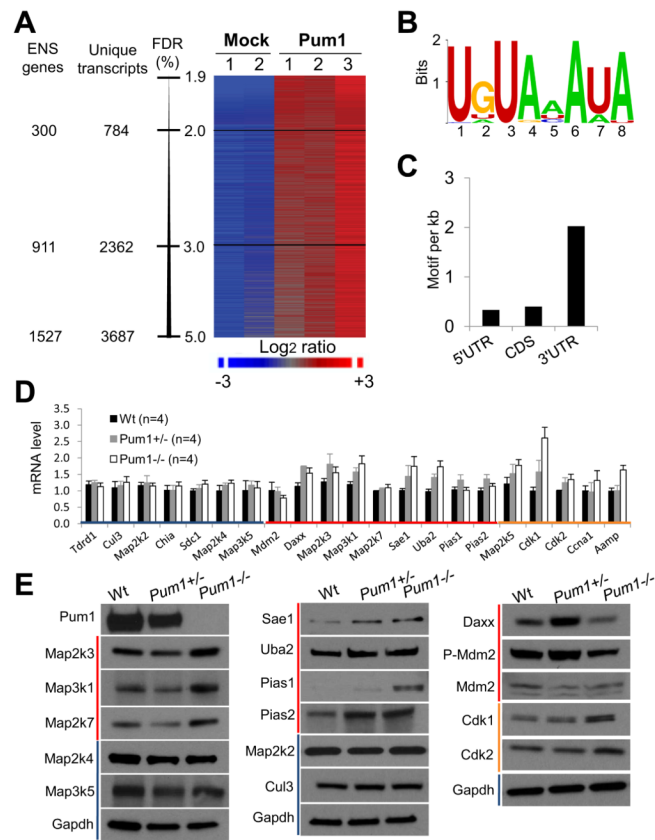 A
ENS genes
Unique transcripts
FDR (%)
Mock
Pum1
1 2 1 2 3
1.9
300 784 2.0
911 2362 3.0
1527 3687 5.0
Log2 ratio
-3 +3
B
Bits
2
1
UGUAAAUA
1 2 3 4 5 6 7 8
C
Motif per kb
3
2
1
0
5'UTR
CDS
3'UTR
D
mRNA level
3.5
3.0
2.5
2.0
1.5
1.0
0.5
0.0
Wt (n=4)
Pum1+/- (n=4)
Pum1-/- (n=4)
Tdrd1
Cul3
Map2k2
Chia
Sdc1
Map2k4
Map3k5
Mdm2
Daxx
Map2k3
Map3k1
Map2k7
Sae1
Uba2
Pias1
Pias2
Map2k5
Cdk1
Cdk2
Ccna1
Aamp
E
Wt Pum1+/- Pum1-/-
Pum1
Map2k3
Map3k1
Map2k7
Map2k4
Map3k5
Gapdh
Wt Pum1+/- Pum1-/-
Sae1
Uba2
Pias1
Pias2
Map2k2
Cul3
Gapdh
Wt Pum1+/- Pum1-/-
Daxx
P-Mdm2
Mdm2
Cdk1
Cdk2
Gapdh